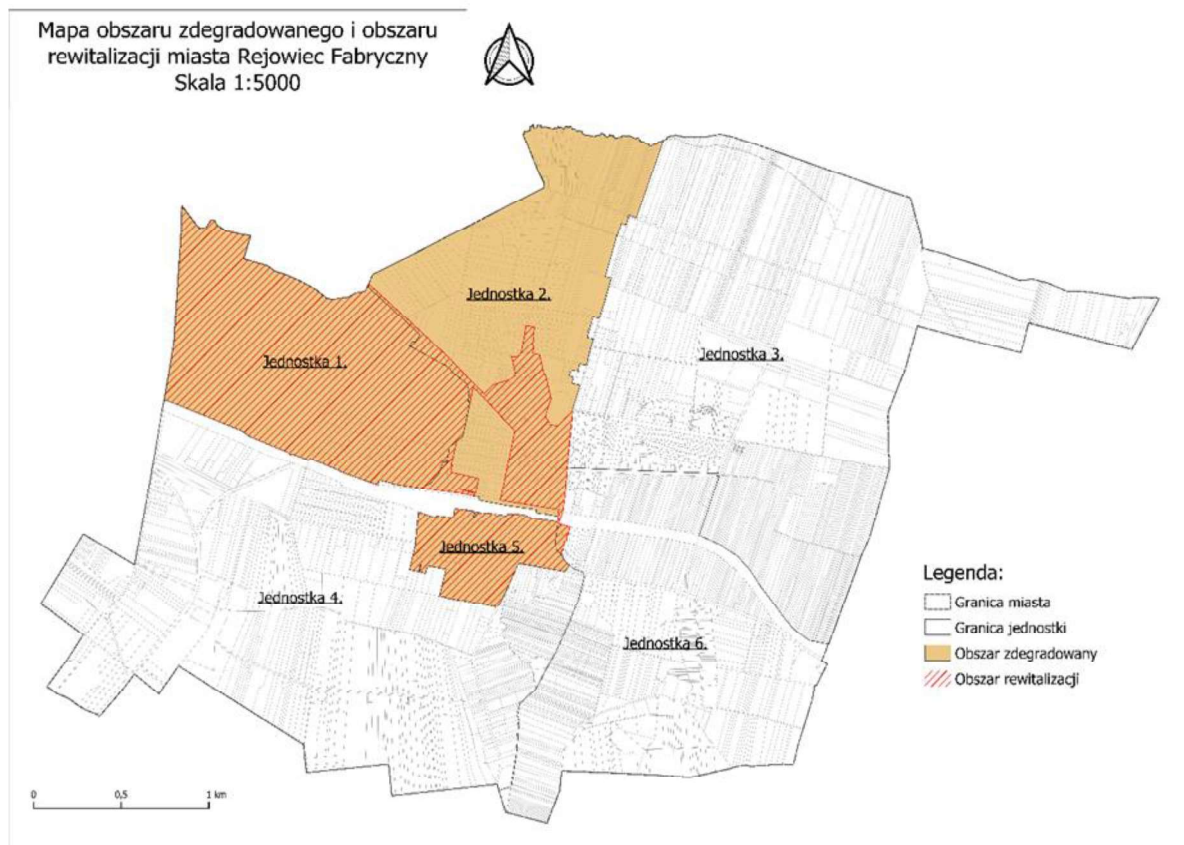 Mapa obszaru zdegradowanego i obszaru
rewitalizacji miasta Rejowiec Fabryczny
Skala 1:5000
Jednostka 2.
Jednostka 3.
Jednostka 1.
Jednostka 5.
Jednostka 4.
Jednostka 6.
Legenda:
Granica miasta
Granica jednostki
Obszar zdegradowany
Obszar rewitalizacji
0 0,5 1 km